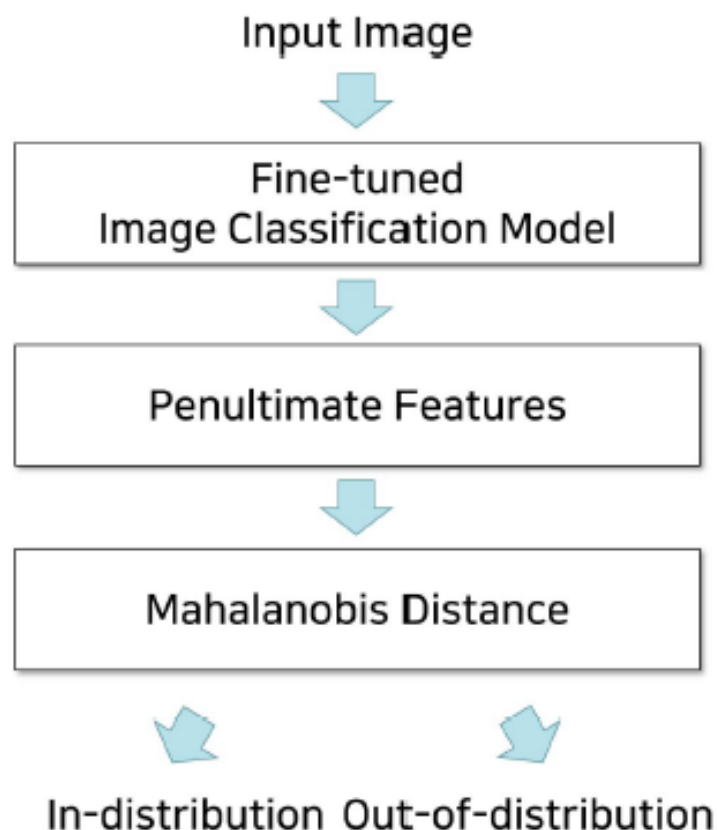 Input Image
Fine-tuned
Image Classification Model
Penultimate Features
Mahalanobis Distance
In-distribution Out-of-distribution